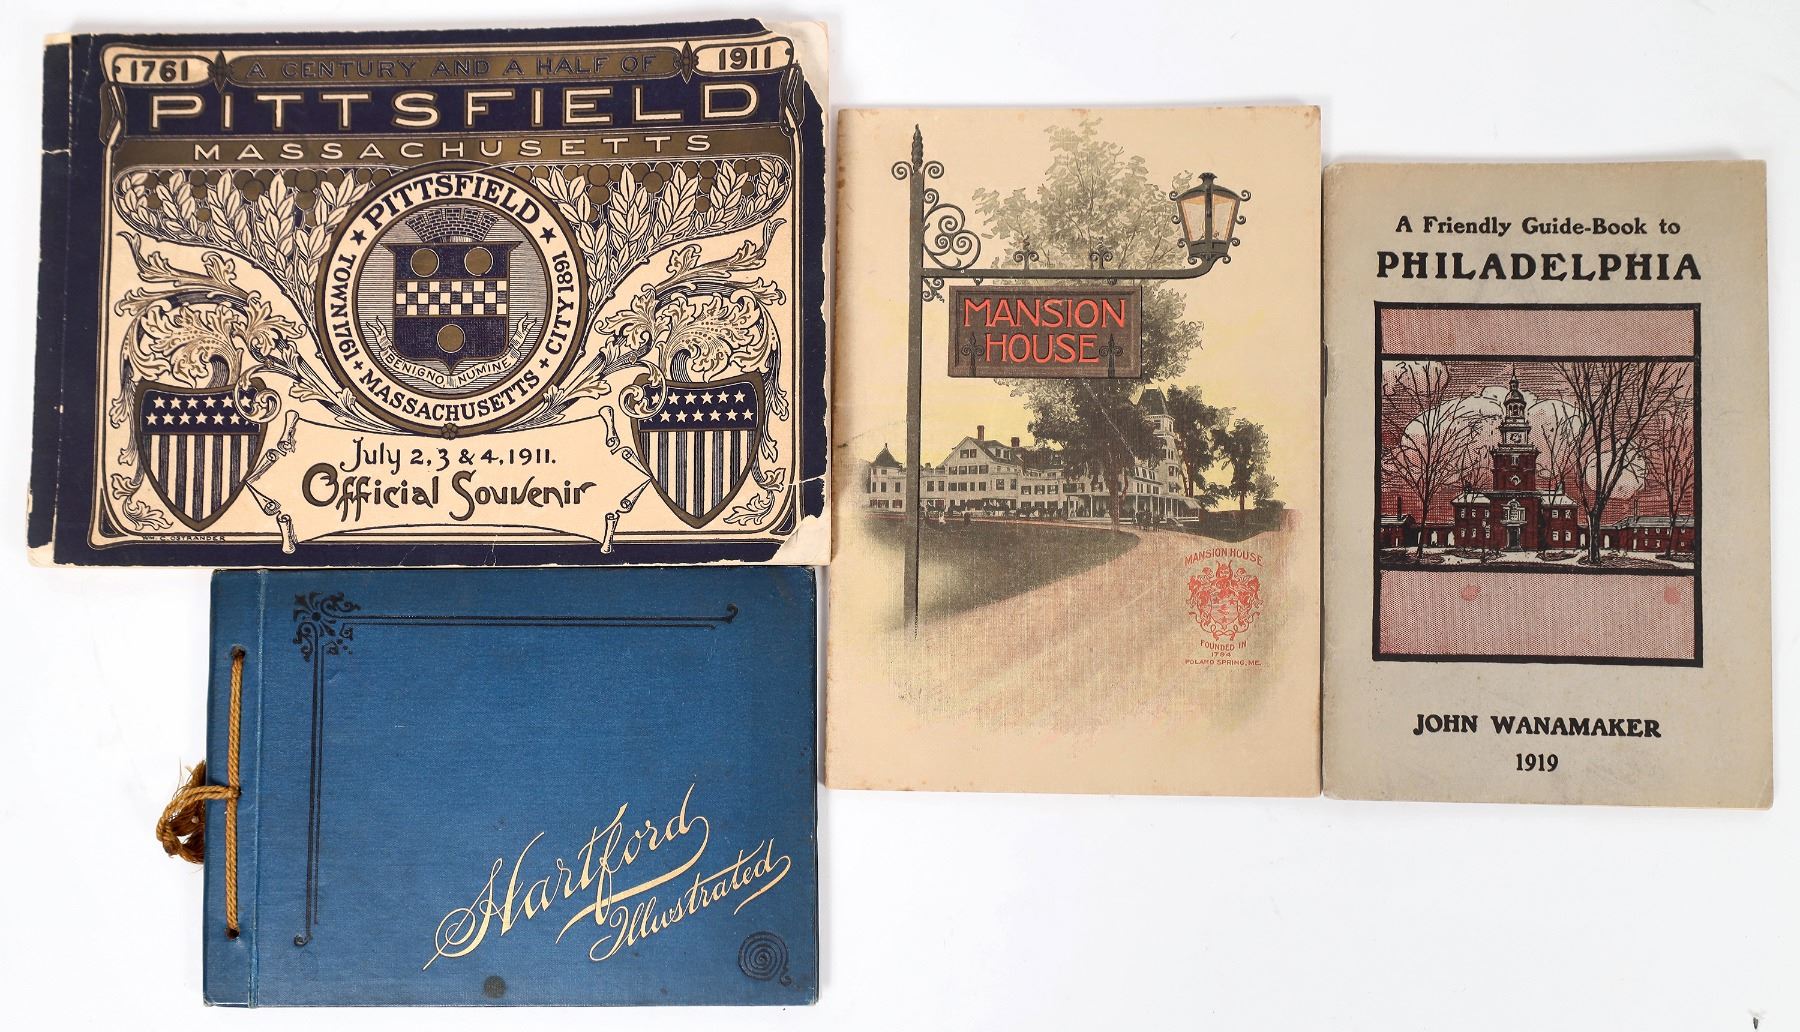 1761
A CENTURY AND A HALF OF
1911
PITTSFIELD
MASSACHUSETTS
PITTSFIELD
TOWN 1761 ★ MASSACHUSETTS ★ CITY 1891
BENIGNO NUMINE
July 2, 3 & 4, 1911.
Official Souvenir
WM. C. OSTRANDER
MANSION
HOUSE
MANSION HOUSE
FOUNDED IN
1794
POLAND SPRING, ME.
A Friendly Guide-Book to
PHILADELPHIA
JOHN WANAMAKER
1919
Hartford
Illustrated